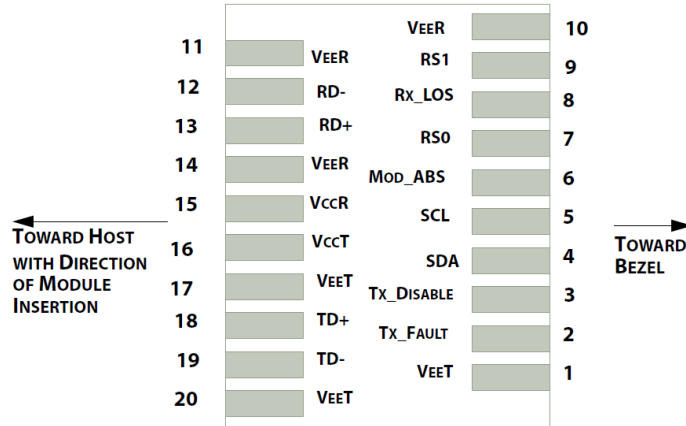 11 VEER
12 RD-
13 RD+
14 VEER
15 VCCR
16 VCCT
17 VEET
18 TD+
19 TD-
20 VEET
VEER 10
RS1 9
RX_LOS 8
RS0 7
MOD_ABS 6
SCL 5
SDA 4
TX_DISABLE 3
TX_FAULT 2
VEET 1
TOWARD HOST
WITH DIRECTION
OF MODULE
INSERTION
TOWARD
BEZEL